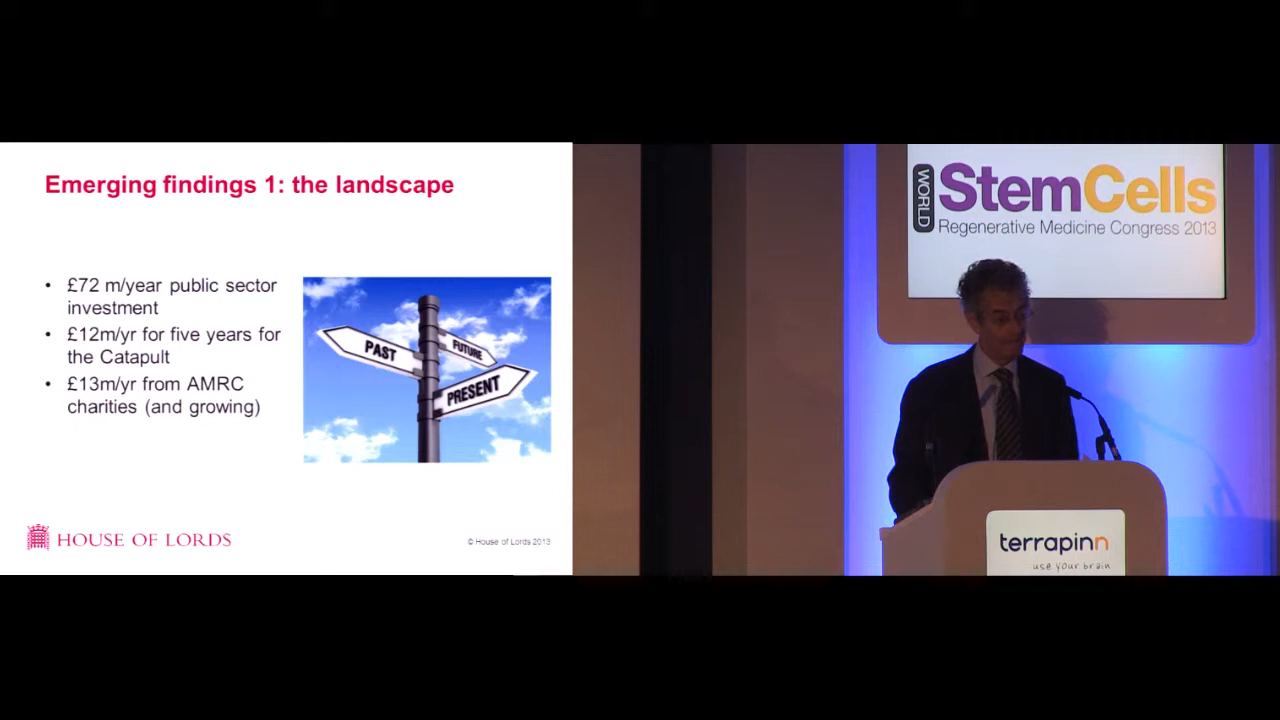 Emerging findings 1: the landscape
• £72 m/year public sector
investment
• £12m/yr for five years for
the Catapult
• £13m/yr from AMRC
charities (and growing)
PAST
FUTURE
PRESENT
HOUSE OF LORDS
© House of Lords 2013
WORLD
StemCells
Regenerative Medicine Congress 2013
terrapinn
use your brain